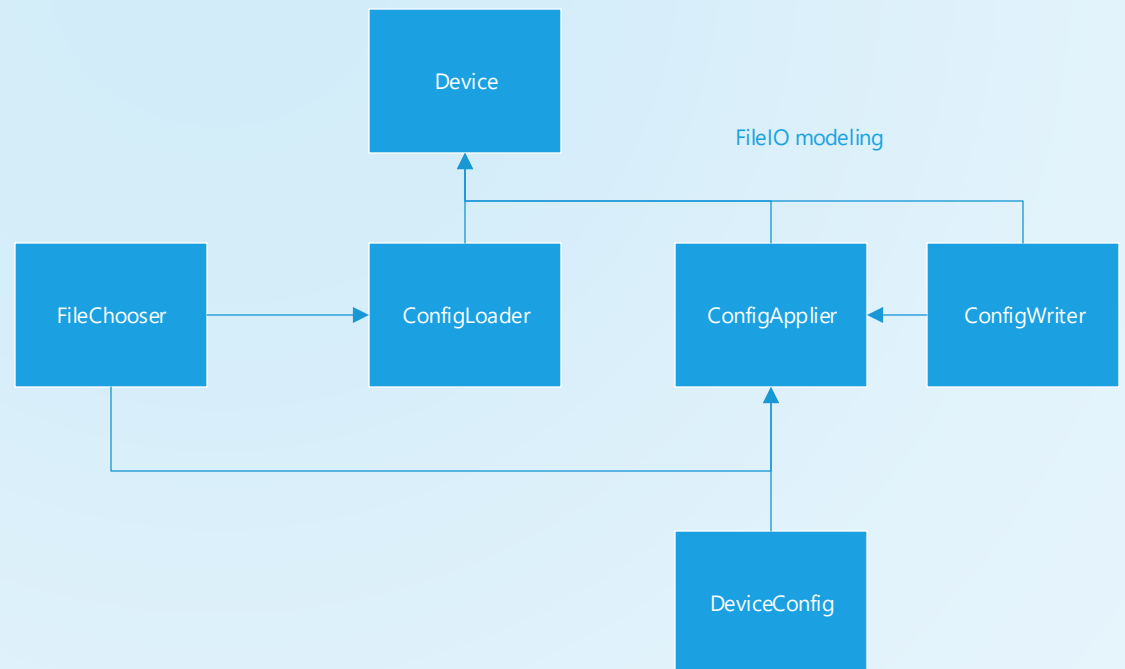 Device
FileIO modeling
FileChooser
ConfigLoader
ConfigApplier
ConfigWriter
DeviceConfig